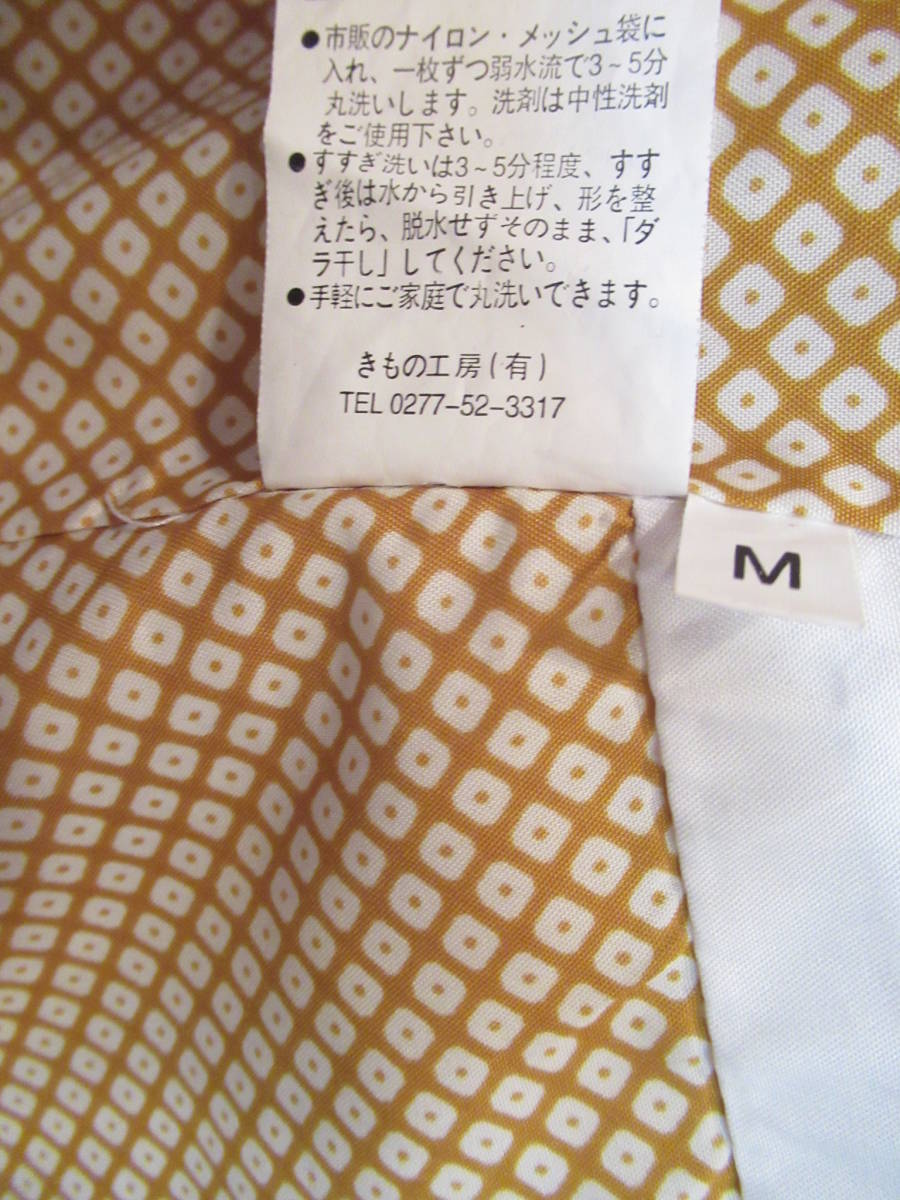 ●市販のナイロン・メッシュ袋に
入れ、一枚ずつ弱水流で3~5分
丸洗いします。洗剤は中性洗剤
をご使用下さい。
●すすぎ洗いは3~5分程度、すす
ぎ後は水から引き上げ、形を整
えたら、脱水せずそのまま、「ダ
ラ干し」してください。
●手軽にご家庭で丸洗いできます。
きもの工房(有)
TEL 0277-52-3317
M